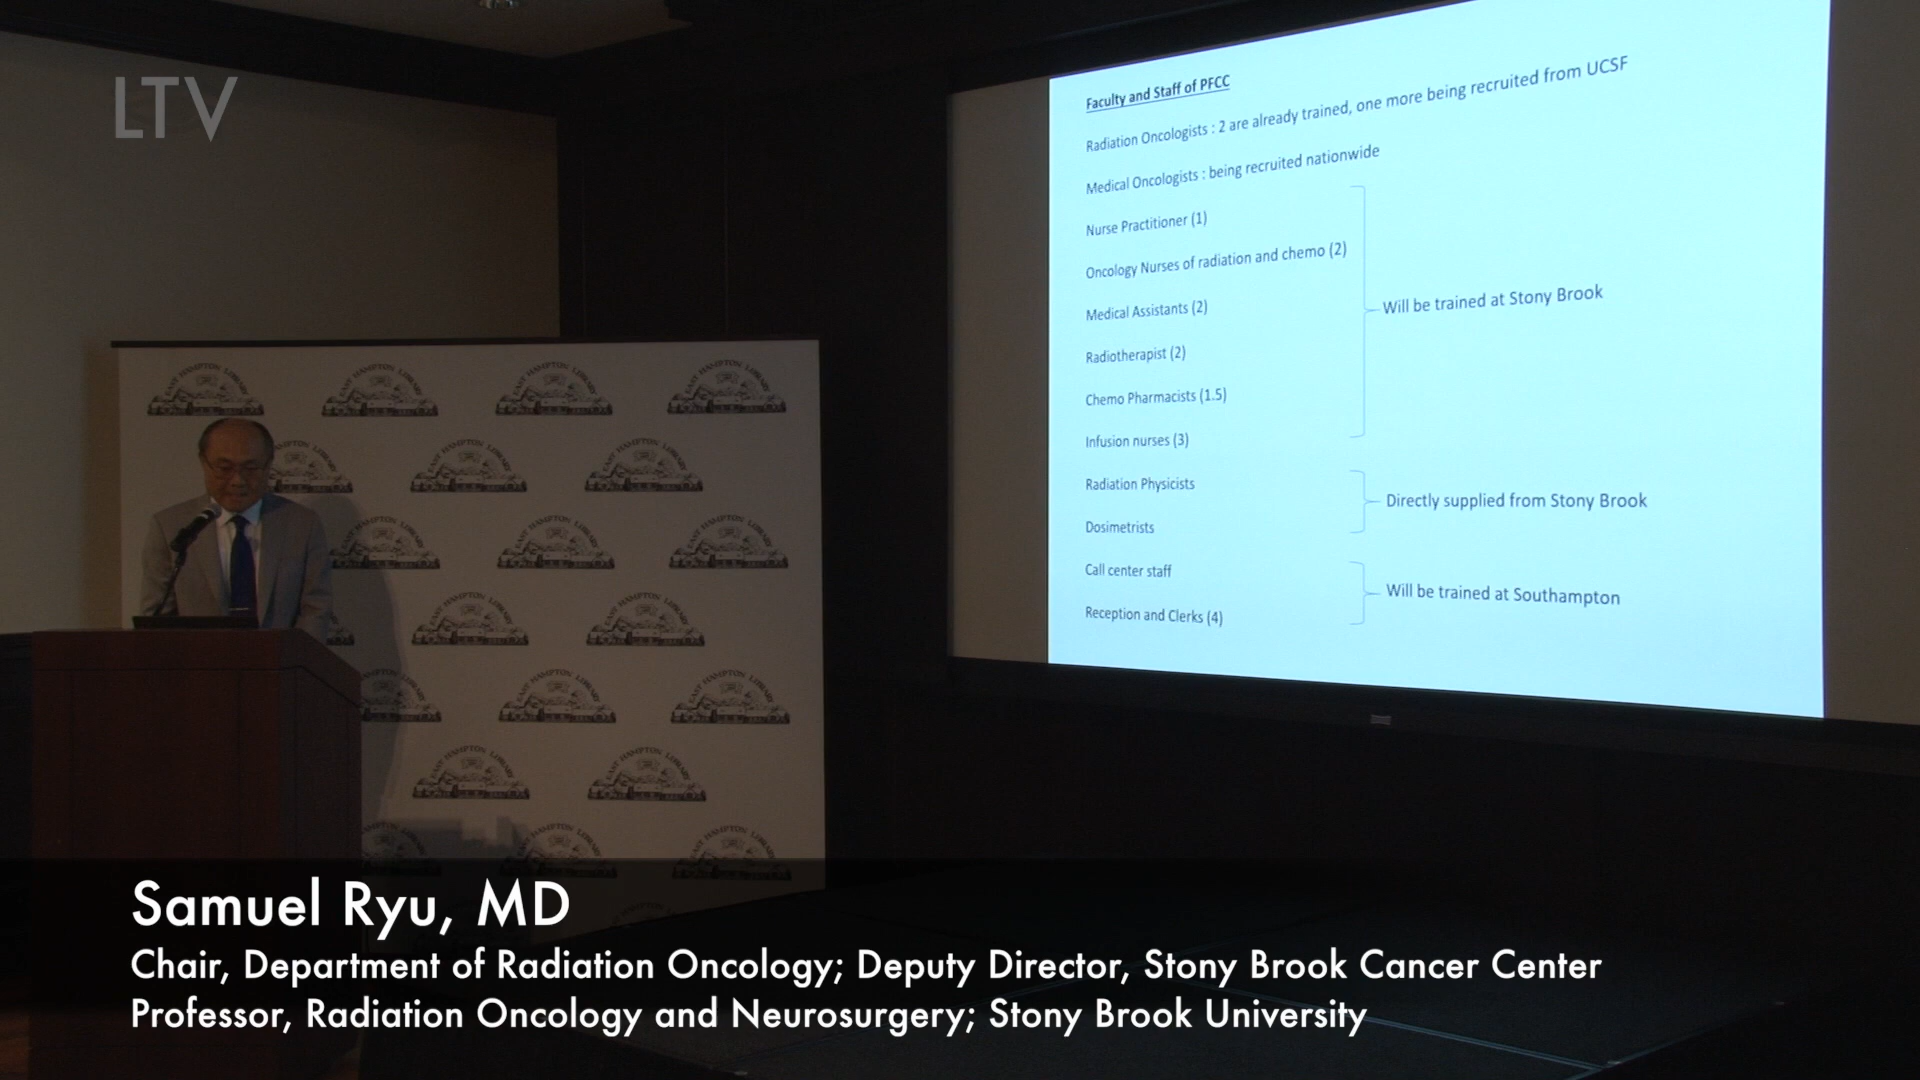 LTV
Faculty and Staff of PFCC
Radiation Oncologists : 2 are already trained, one more being recruited from UCSF
Medical Oncologists : being recruited nationwide
Nurse Practitioner (1)
Oncology Nurses of radiation and chemo (2)
Medical Assistants (2)
Radiotherapist (2)
Chemo Pharmacists (1.5)
Infusion nurses (3)
Will be trained at Stony Brook
Radiation Physicists
Dosimetrists
Directly supplied from Stony Brook
Call center staff
Reception and Clerks (4)
Will be trained at Southampton
EAST HAMPTON LIBRARY
Samuel Ryu, MD
Chair, Department of Radiation Oncology; Deputy Director, Stony Brook Cancer Center
Professor, Radiation Oncology and Neurosurgery; Stony Brook University